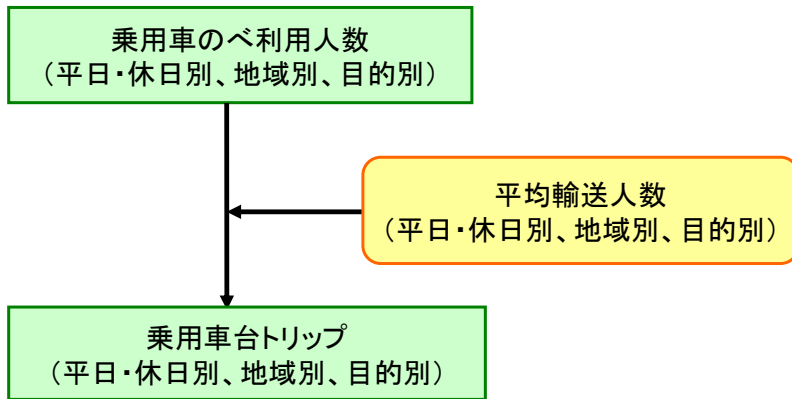 乗用車のべ利用人数
（平日・休日別、地域別、目的別）
平均輸送人数
（平日・休日別、地域別、目的別）
乗用車台トリップ
（平日・休日別、地域別、目的別）